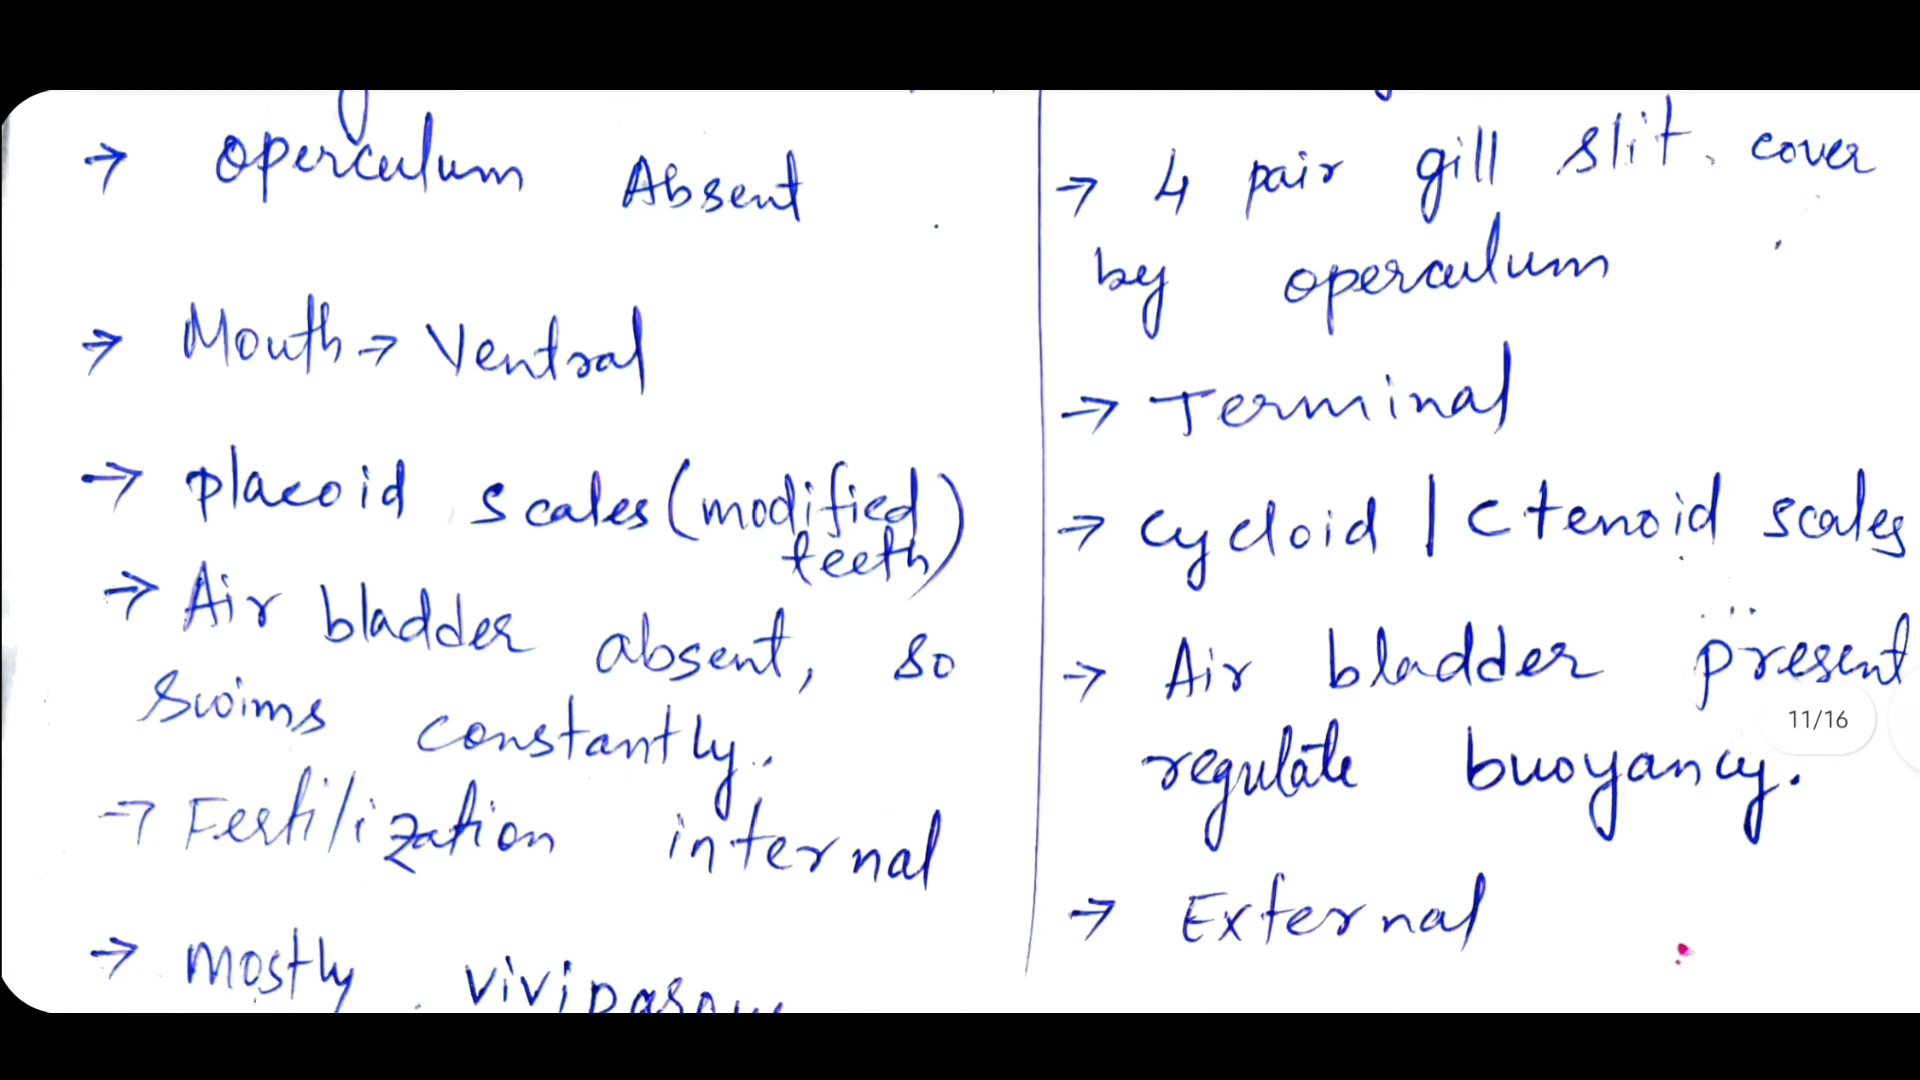 → Operculum Absent
→ Mouth → Ventral
→ Placoid scales (modified
teeth)
→ Air bladder absent, so
swims constantly.
→ Fertilization internal
→ mostly viviparous
→ 4 pair gill slit. cover
by operculum
→ Terminal
→ Cycloid | Ctenoid scales
→ Air bladder present
11/16
regulate buoyancy.
→ External